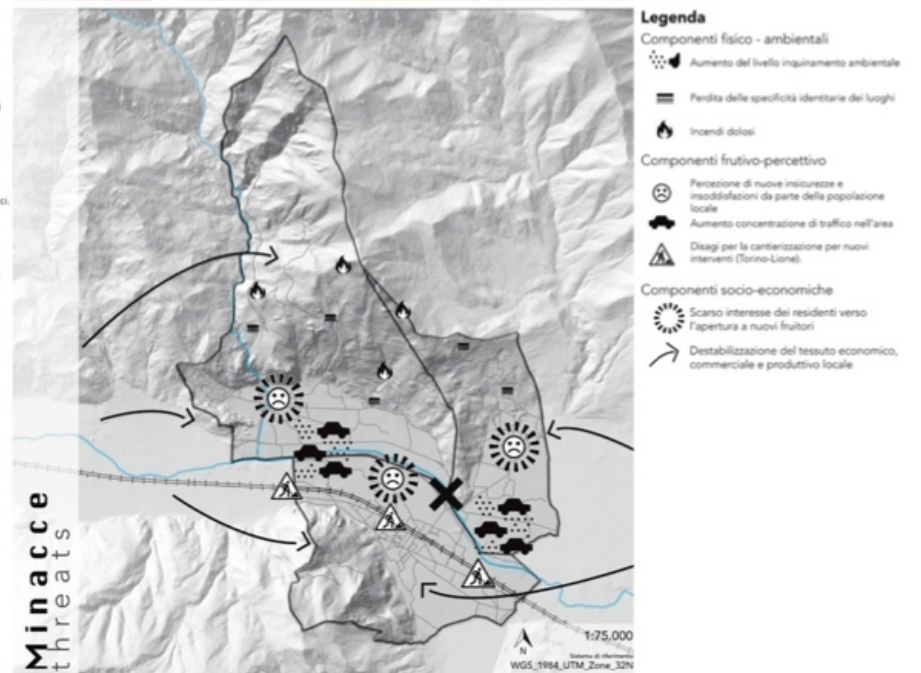 ci.
Minacce
threats
N
1:75.000
Sistema di riferimento
WGS_1984_UTM_Zone_32N
Legenda
Componenti fisico - ambientali
Aumento del livello inquinamento ambientale
Perdita delle specificità identitarie dei luoghi
Incendi dolosi
Componenti frutivo-percettivo
Percezione di nuove insicurezze e
insoddisfazioni da parte della popolazione
locale
Aumento concentrazione di traffico nell'area
Disagi per la cantierizzazione per nuovi
interventi (Torino-Lione).
Componenti socio-economiche
Scarso interesse dei residenti verso
l'apertura a nuovi fruitori
Destabilizzazione del tessuto economico,
commerciale e produttivo locale